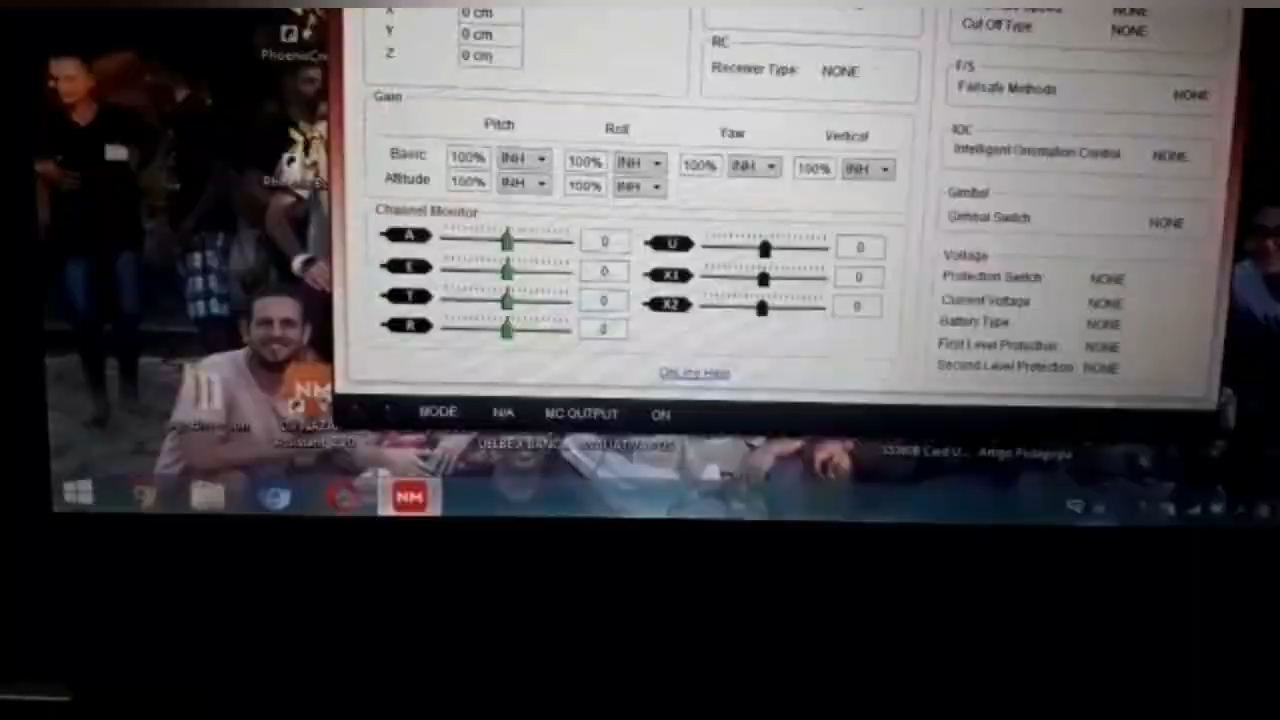 X 0 cm
Y 0 cm
Z 0 cm
RC
Receiver Type: NONE
NONE
Cut Off Type NONE
F/S
Failsafe Methods NONE
IOC
Intelligent Orientation Control NONE
Gimbal
Gimbal Switch NONE
Voltage
Protection Switch NONE
Current Voltage NONE
Battery Type NONE
First Level Protection NONE
Second Level Protection NONE
Gain
Pitch Roll Yaw Vertical
Basic 100% INH 100% INH 100% INH 100% INH
Attitude 100% INH 100% INH
Channel Monitor
A 0 U 0
E 0 X1 0
T 0 X2 0
R 0
OnLine Help
MODE N/A MC OUTPUT ON
NM
NM